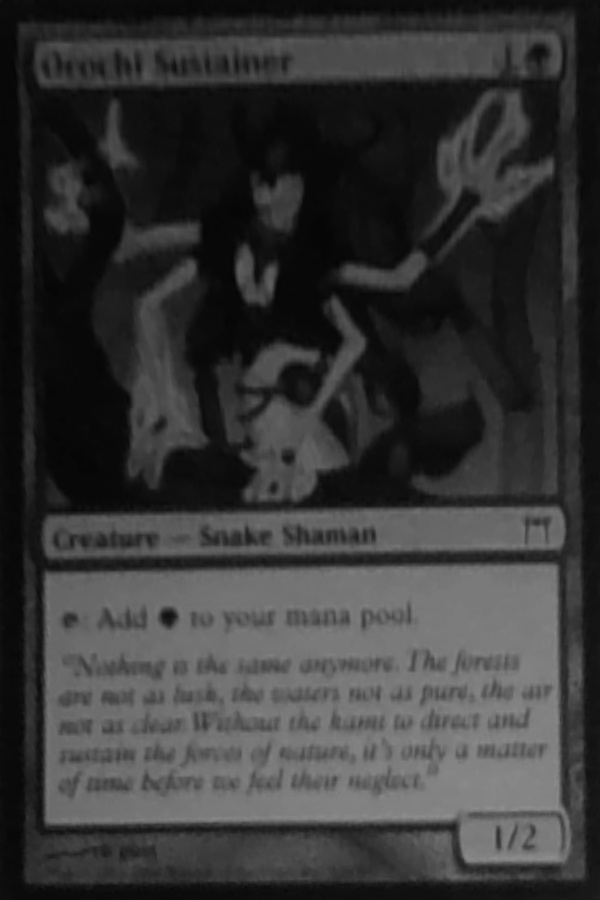 Orochi Sustainer 1
Creature — Snake Shaman
: Add to your mana pool.
"Nothing is the same anymore. The forests
are not as lush, the waters not as pure, the air
not as clear. Without the kami to direct and
sustain the forces of nature, it's only a matter
of time before we feel their neglect."
1/2